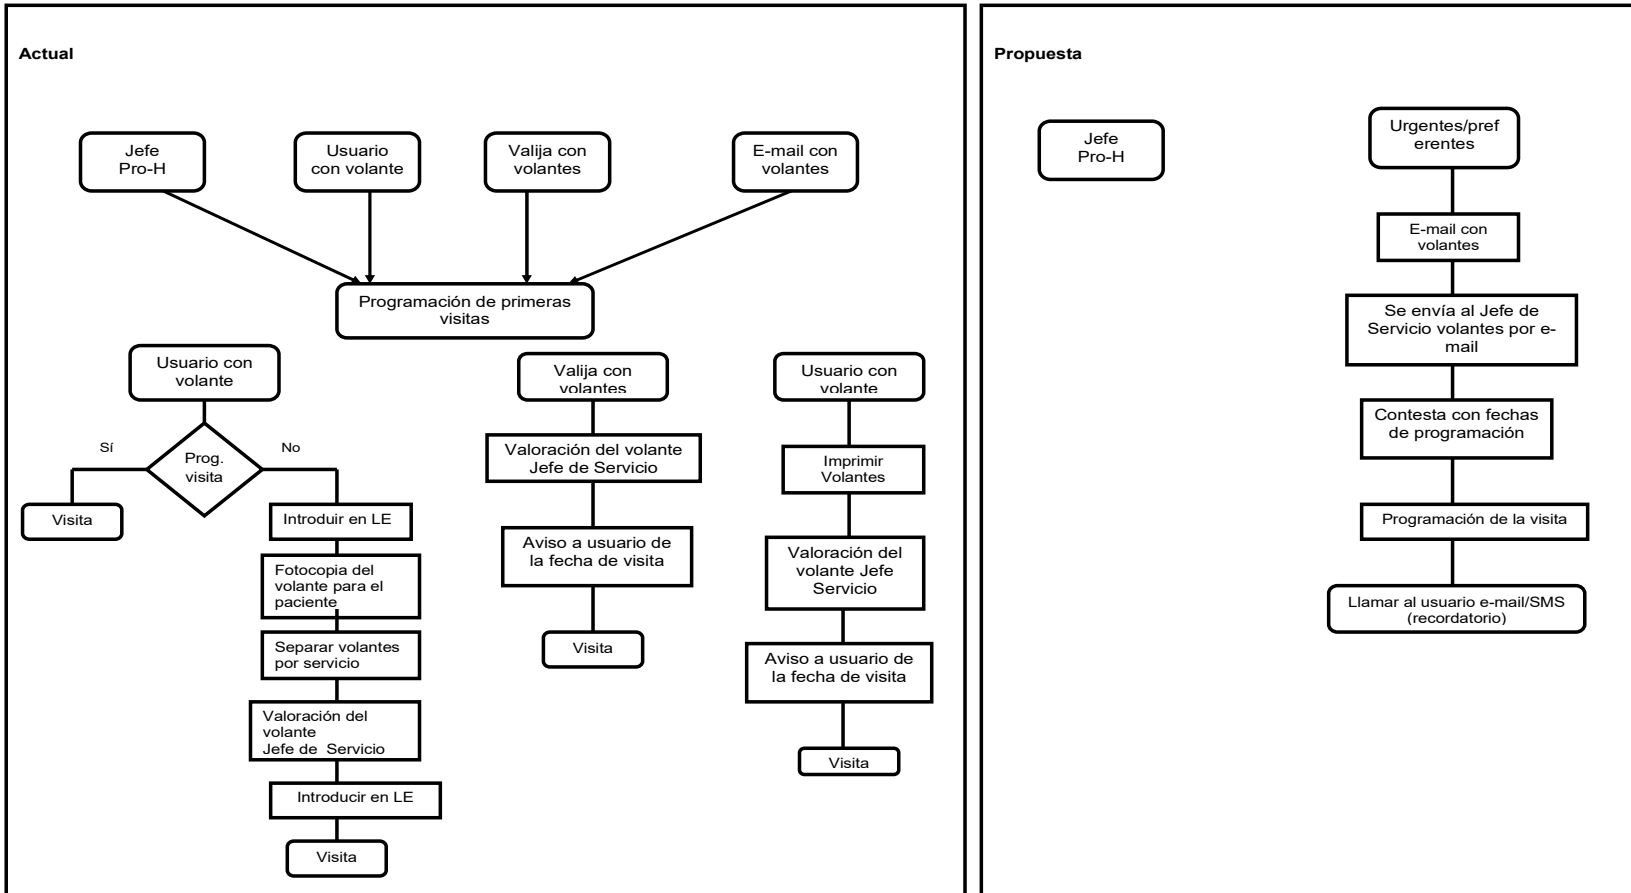 Actual
Jefe
Pro-H
Usuario
con volante
Valija con
volantes
E-mail con
volantes
Programación de primeras
visitas
Usuario con
volante
Sí
Prog.
visita
No
Visita
Introduir en LE
Fotocopia del
volante para el
paciente
Separar volantes
por servicio
Valoración del
volante
Jefe de Servicio
Introducir en LE
Visita
Valija con
volantes
Valoración del volante
Jefe de Servicio
Aviso a usuario de
la fecha de visita
Visita
Usuario con
volante
Imprimir
Volantes
Valoración del
volante Jefe
Servicio
Aviso a usuario de
la fecha de visita
Visita
Propuesta
Jefe
Pro-H
Urgentes/pref
erentes
E-mail con
volantes
Se envía al Jefe de
Servicio volantes por e-
mail
Contesta con fechas
de programación
Programación de la visita
Llamar al usuario e-mail/SMS
(recordatorio)